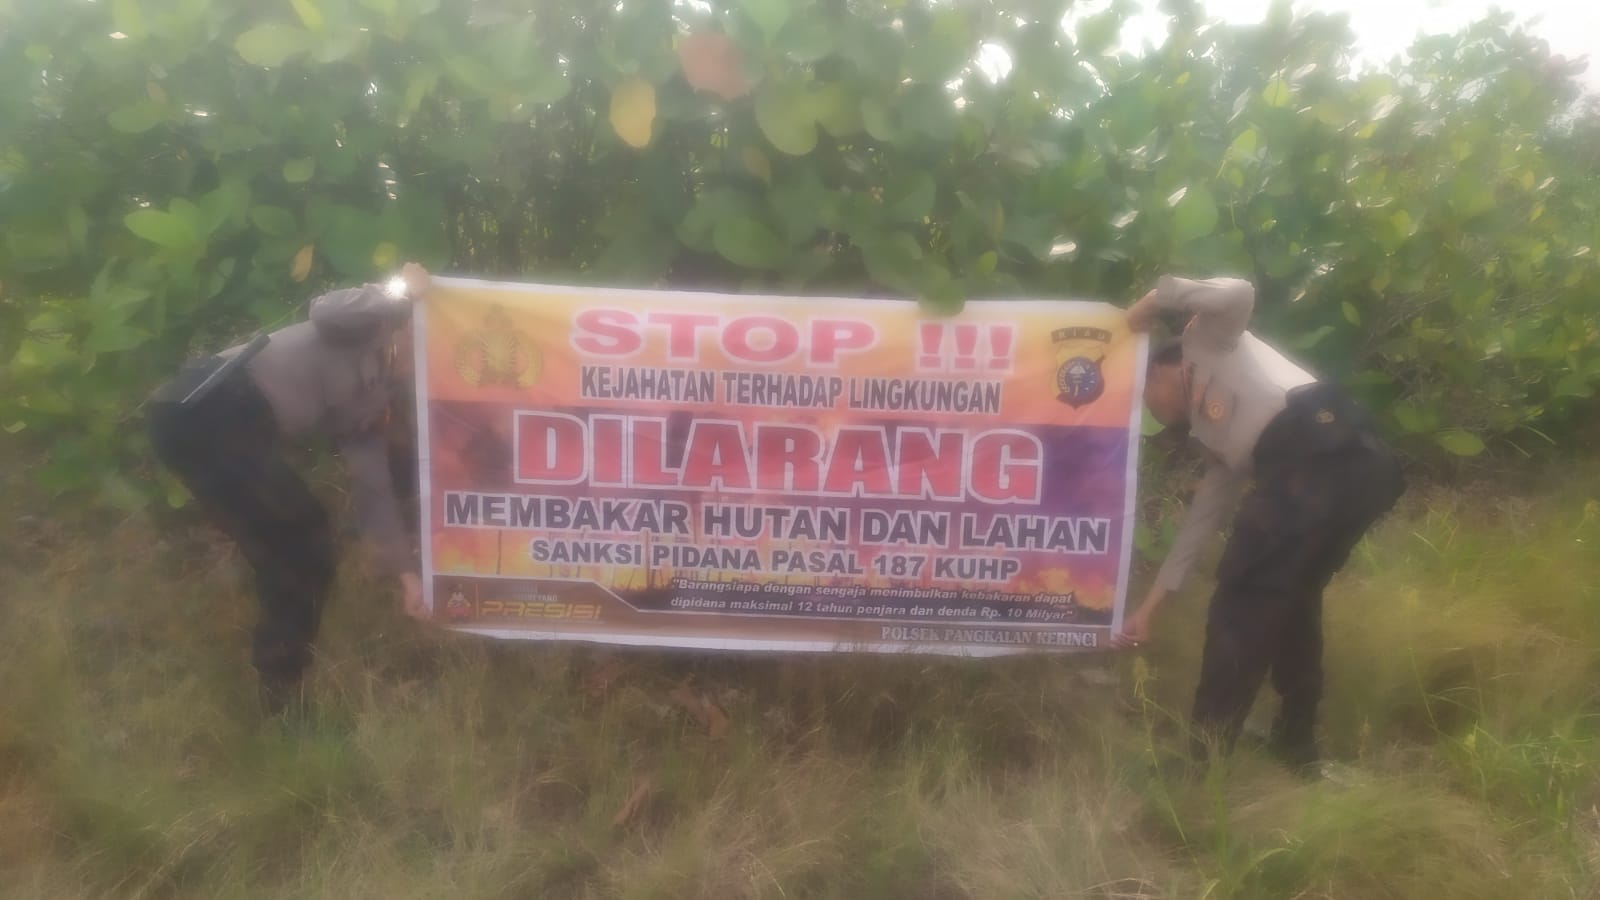 STOP !!!
RIAU
KEJAHATAN TERHADAP LINGKUNGAN
DILARANG
MEMBAKAR HUTAN DAN LAHAN
SANKSI PIDANA PASAL 187 KUHP
"Barangsiapa dengan sengaja menimbulkan kebakaran dapat
dipidana maksimal 12 tahun penjara dan denda Rp. 10 Milyar"
PRESISI
POLSEK PANGKALAN KERINCI